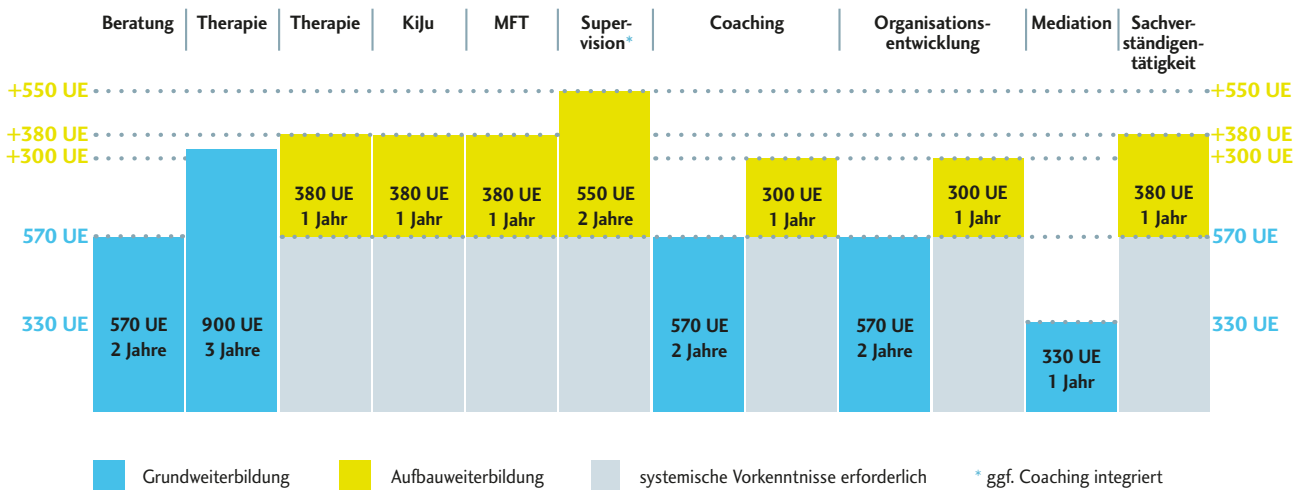 Beratung
Therapie
Therapie
KiJu
MFT
Super-
vision*
Coaching
Organisations-
entwicklung
Mediation
Sachver-
ständigen-
tätigkeit
+550 UE
+550 UE
+380 UE
+380 UE
+300 UE
+300 UE
380 UE
1 Jahr
380 UE
1 Jahr
380 UE
1 Jahr
550 UE
2 Jahre
300 UE
1 Jahr
300 UE
1 Jahr
380 UE
1 Jahr
570 UE
570 UE
330 UE
330 UE
570 UE
2 Jahre
900 UE
3 Jahre
570 UE
2 Jahre
570 UE
2 Jahre
330 UE
1 Jahr
Grundweiterbildung
Aufbauweiterbildung
systemische Vorkenntnisse erforderlich
* ggf. Coaching integriert